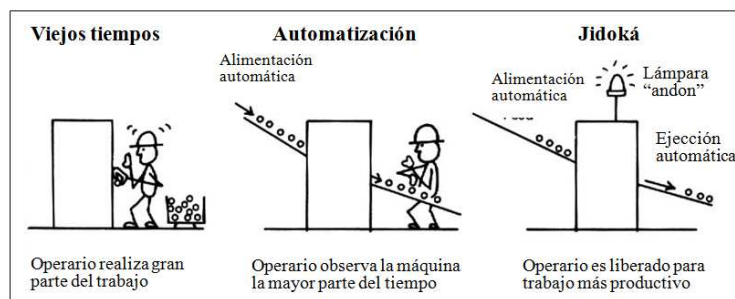 Viejos tiempos
Automatización
Jidoká
Alimentación
automática
Alimentación
automática
Lámpara
“andon”
Ejección
automática
Operario realiza gran
parte del trabajo
Operario observa la máquina
la mayor parte del tiempo
Operario es liberado para
trabajo más productivo